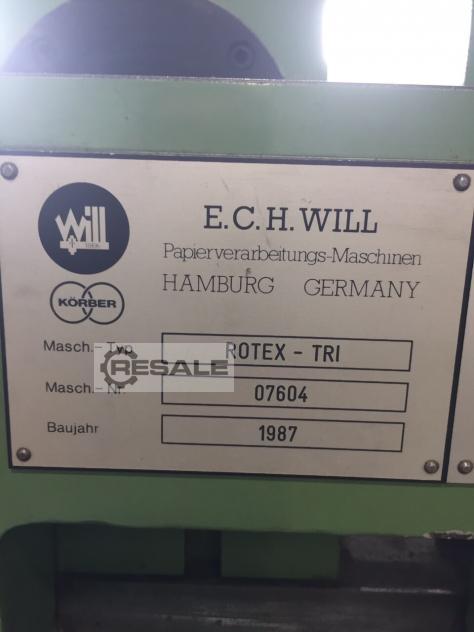 Will
E.C.H. WILL
Papierverarbeitungs-Maschinen
HAMBURG GERMANY
KÖRBER
Masch.-Typ ROTEX - TRI
RESALE
Masch.-Nr. 07604
Baujahr 1987